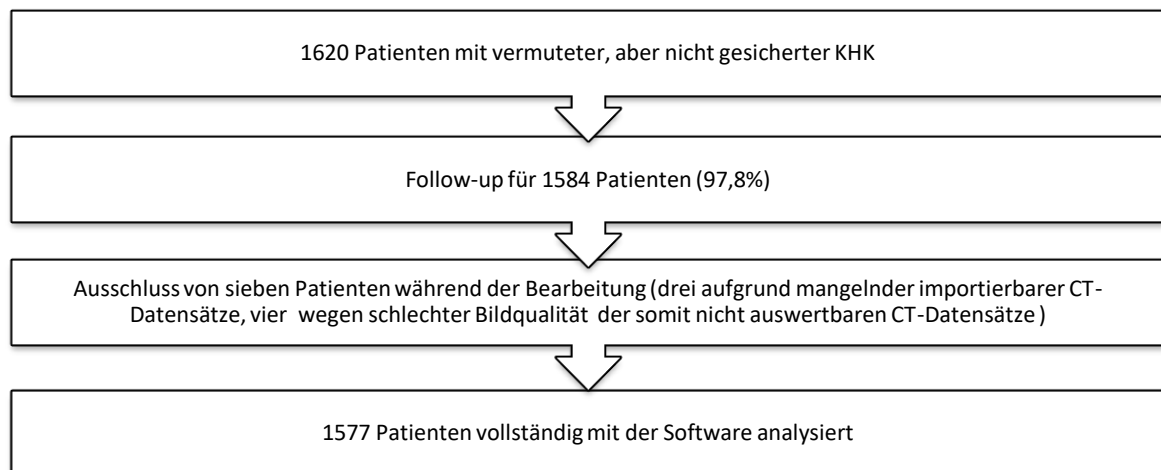 1620 Patienten mit vermuteter, aber nicht gesicherter KHK
Follow-up für 1584 Patienten (97,8%)
Ausschluss von sieben Patienten während der Bearbeitung (drei aufgrund mangelnder importierbarer CT-
Datensätze, vier wegen schlechter Bildqualität der somit nicht auswertbaren CT-Datensätze )
1577 Patienten vollständig mit der Software analysiert